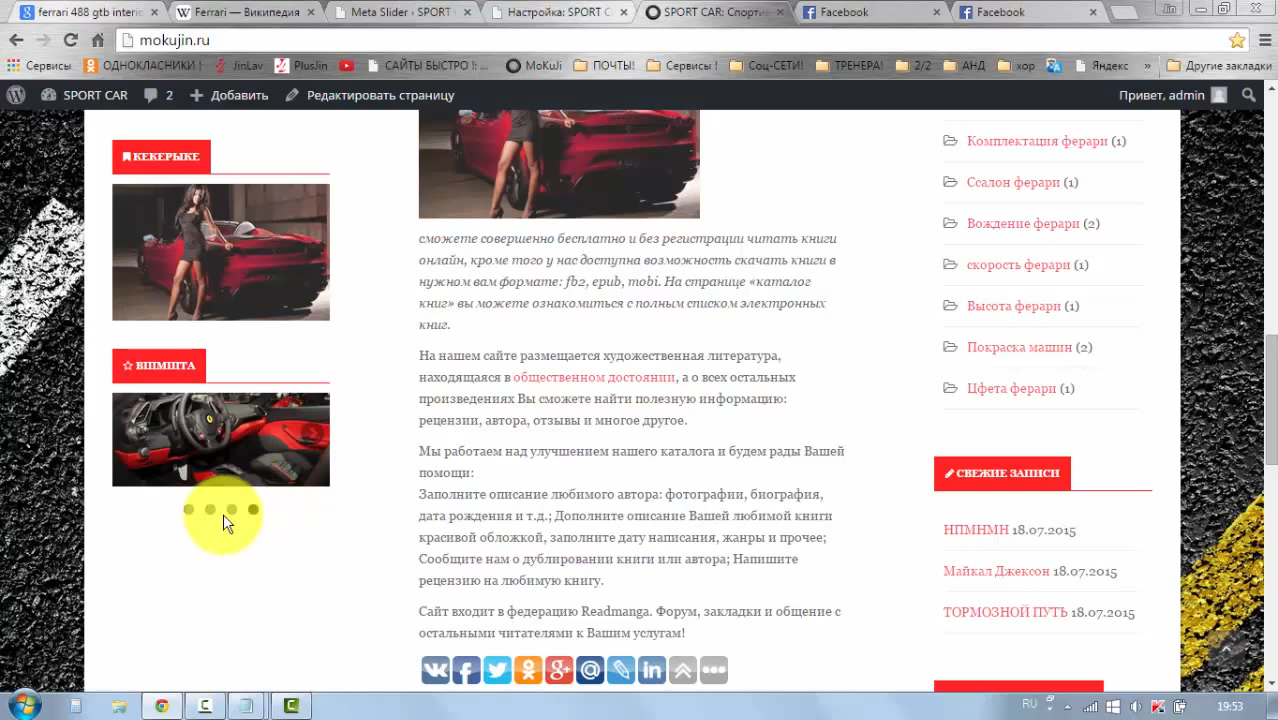 ferrari 488 gtb interi
Ferrari — Википедия
Meta Slider ‹ SPORT
Настройка: SPORT C
SPORT CAR: Спорти
Facebook
Facebook
mokujin.ru
Сервисы
ОДНОКЛАСНИКИ !
JinLav
PlusJin
САЙТЫ БЫСТРО !: ...
MoKuJi
ПОЧТЫ!
Сервисы !
Соц-СЕТИ!
ТРЕНЕРА!
2/2
АНД
хор
Яндекс
»
Другие закладки
SPORT CAR
2
Добавить
Редактировать страницу
Привет, admin
КЕКЕРЫКЕ
ВШМШТА
сможете совершенно бесплатно и без регистрации читать книги
онлайн, кроме того у нас доступна возможность скачать книги в
нужном вам формате: fb2, epub, mobi. На странице «каталог
книг» вы можете ознакомиться с полным списком электронных
книг.
На нашем сайте размещается художественная литература,
находящаяся в общественном достоянии, а о всех остальных
произведениях Вы сможете найти полезную информацию:
рецензии, автора, отзывы и многое другое.
Мы работаем над улучшением нашего каталога и будем рады Вашей
помощи:
Заполните описание любимого автора: фотографии, биография,
дата рождения и т.д.; Дополните описание Вашей любимой книги
красивой обложкой, заполните дату написания, жанры и прочее;
Сообщите нам о дублировании книги или автора; Напишите
рецензию на любимую книгу.
Сайт входит в федерацию Readmanga. Форум, закладки и общение с
остальными читателями к Вашим услугам!
Комплектация ферари (1)
Ссалон ферари (1)
Вождение ферари (2)
скорость ферари (1)
Высота ферари (1)
Покраска машин (2)
Цфета ферари (1)
СВЕЖИЕ ЗАПИСИ
НПМНМН 18.07.2015
Майкал Джексон 18.07.2015
ТОРМОЗНОЙ ПУТЬ 18.07.2015
RU
19:53